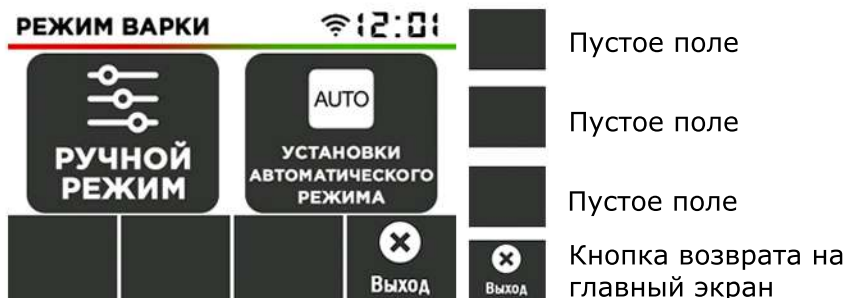 РЕЖИМ ВАРКИ 12:01
РУЧНОЙ
РЕЖИМ
AUTO
УСТАНОВКИ
АВТОМАТИЧЕСКОГО
РЕЖИМА
Выход
Пустое поле
Пустое поле
Пустое поле
Выход
Кнопка возврата на
главный экран